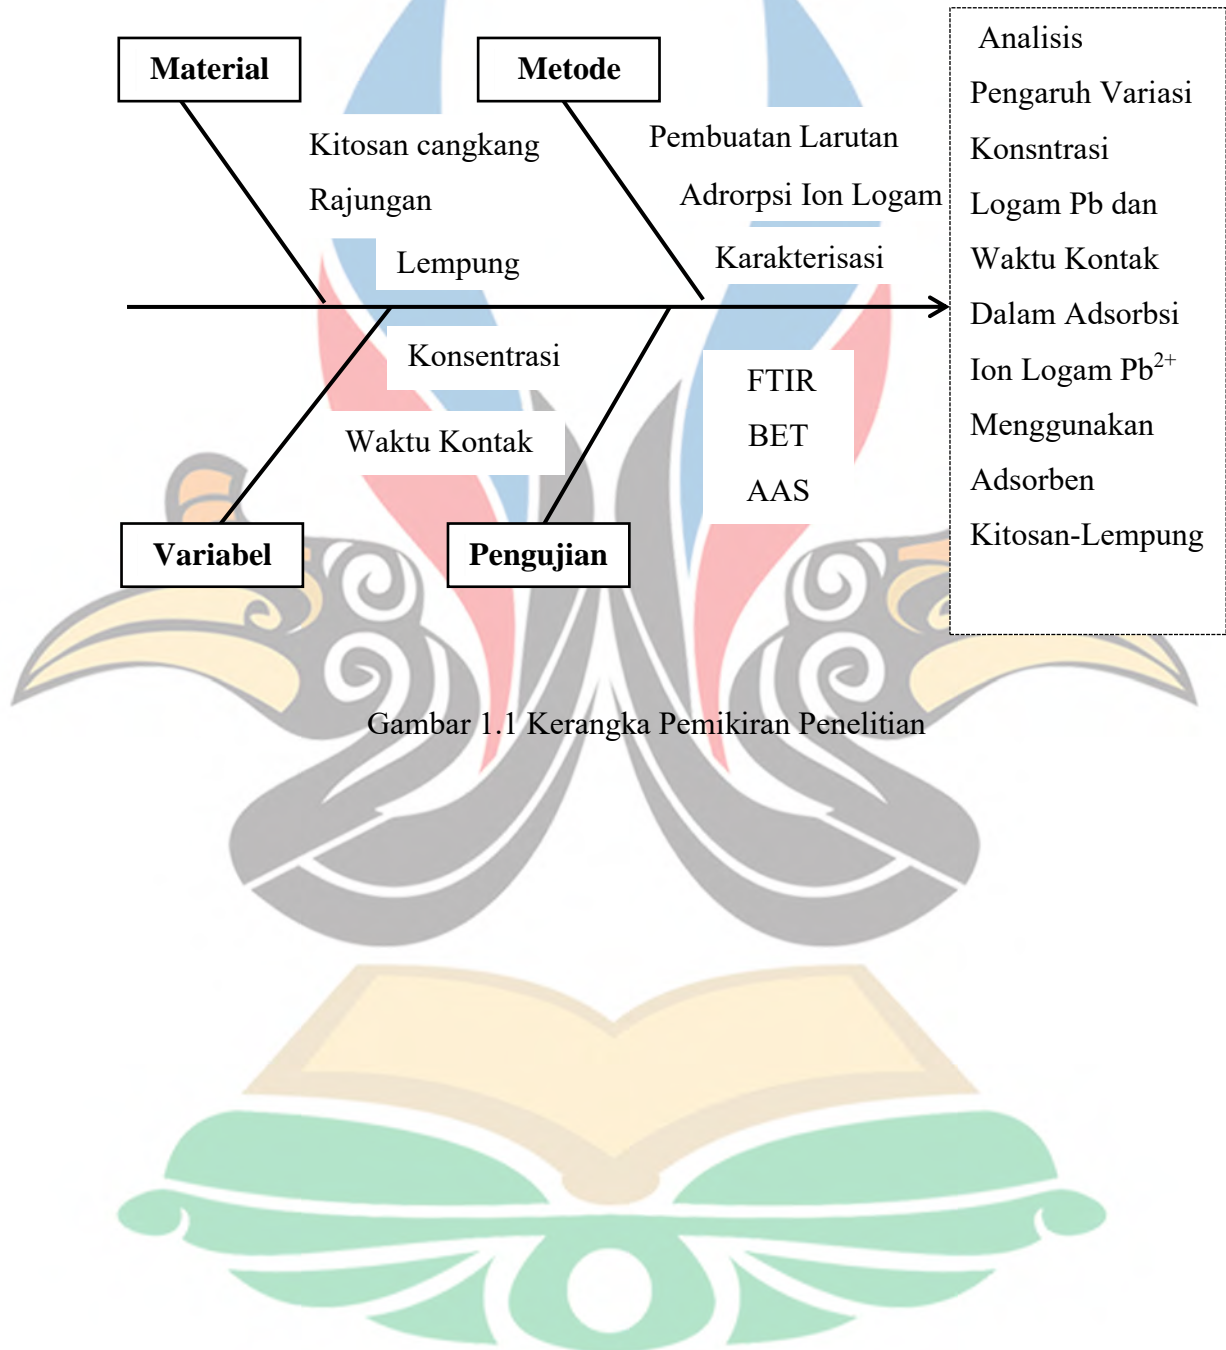 Material
Kitosan cangkang
Rajungan
Lempung
Metode
Pembuatan Larutan
Adrorpsi Ion Logam
Karakterisasi
Variabel
Konsentrasi
Waktu Kontak
Pengujian
FTIR
BET
AAS
Analisis
Pengaruh Variasi
Konsntrasi
Logam Pb dan
Waktu Kontak
Dalam Adsorbsi
Ion Logam Pb²⁺
Menggunakan
Adsorben
Kitosan-Lempung
Gambar 1.1 Kerangka Pemikiran Penelitian